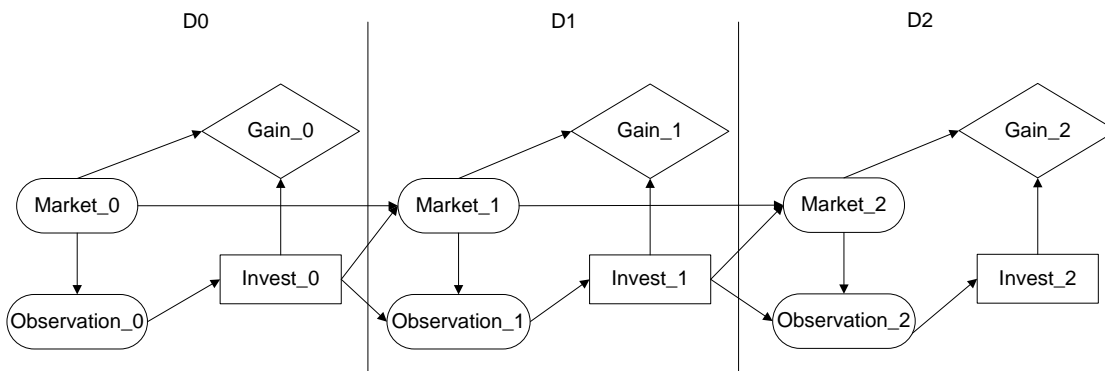 D0
D1
D2
Gain_0
Gain_1
Gain_2
Market_0
Market_1
Market_2
Invest_0
Invest_1
Invest_2
Observation_0
Observation_1
Observation_2